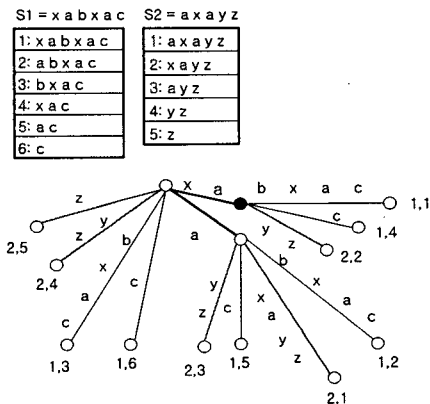 S1 = x a b x a c
S2 = a x a y z
1: x a b x a c
2: a b x a c
3: b x a c
4: x a c
5: a c
6: c
1: a x a y z
2: x a y z
3: a y z
4: y z
5: z
x a b x a c 1,1
c 1,4
y z 2,2
z 2,5
y z 2,4
b x a c 1,3
c 1,6
a
y z 2,3
c 1,5
x a y z 2,1
b x a c 1,2